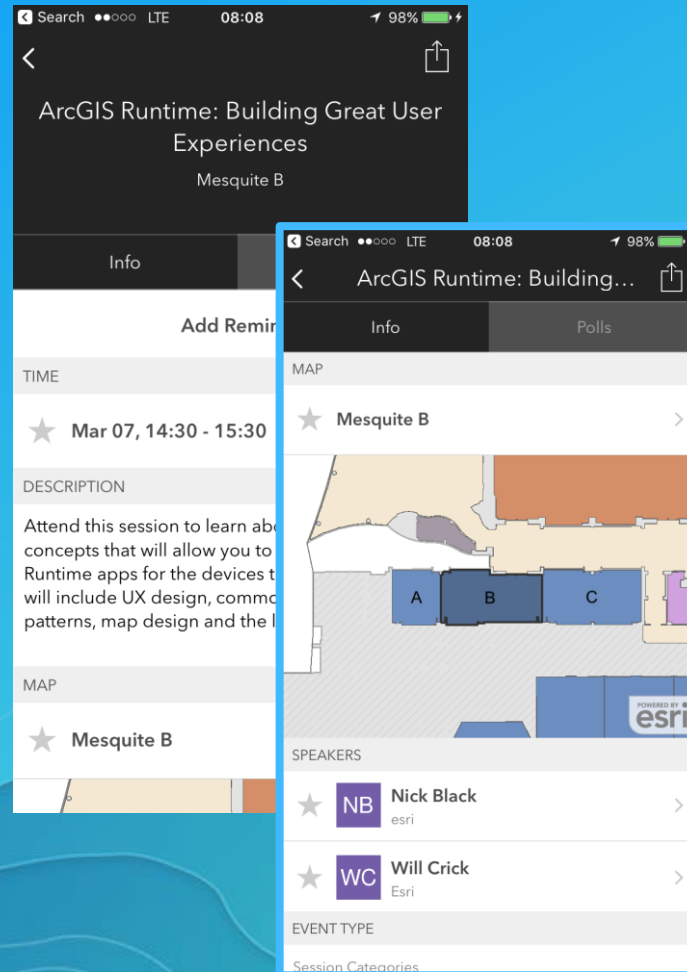 Search LTE 08:08 98%
ArcGIS Runtime: Building Great User
Experiences
Mesquite B
Info
Add Remin
TIME
Mar 07, 14:30 - 15:30
DESCRIPTION
Attend this session to learn abo
concepts that will allow you to
Runtime apps for the devices t
will include UX design, commo
patterns, map design and the l
MAP
Mesquite B
Search LTE 08:08 98%
ArcGIS Runtime: Building...
Info Polls
MAP
Mesquite B
A B C
POWERED BY
esri
SPEAKERS
NB Nick Black
esri
WC Will Crick
Esri
EVENT TYPE
Session Categories